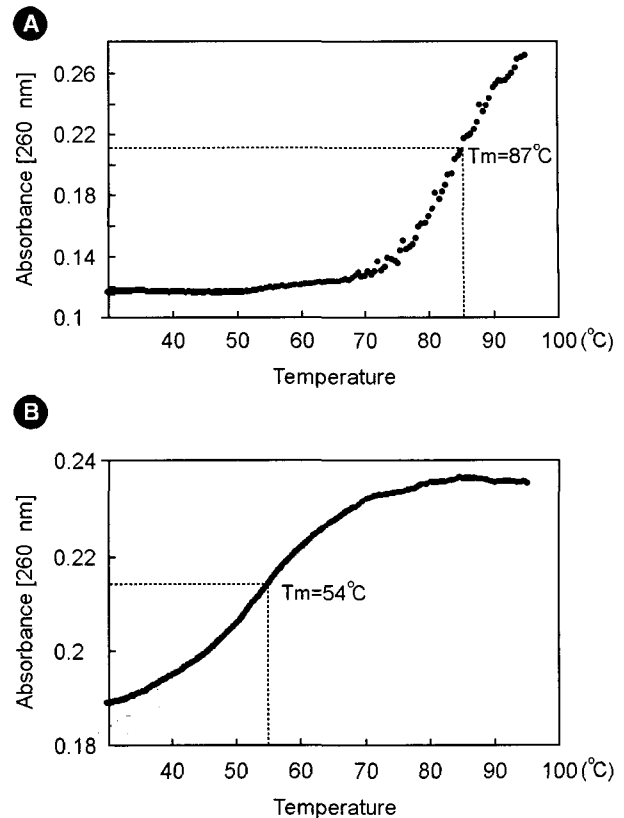 A
Absorbance [260 nm]
0.26
0.22
0.18
0.14
0.1
Tm=87°C
40 50 60 70 80 90 100 (°C)
Temperature
B
Absorbance [260 nm]
0.24
0.22
0.2
0.18
Tm=54°C
40 50 60 70 80 90 100 (°C)
Temperature